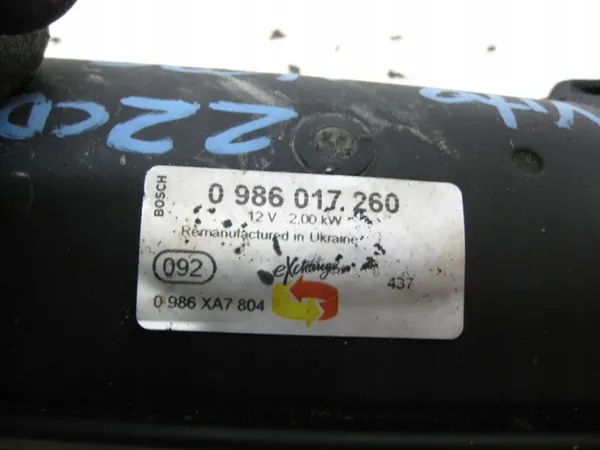 Vito
22CD
BOSCH
0 986 017 260
12 V 2,00 kW
Remanufactured in Ukraine
092
eXchange
437
0 986 XA7 804